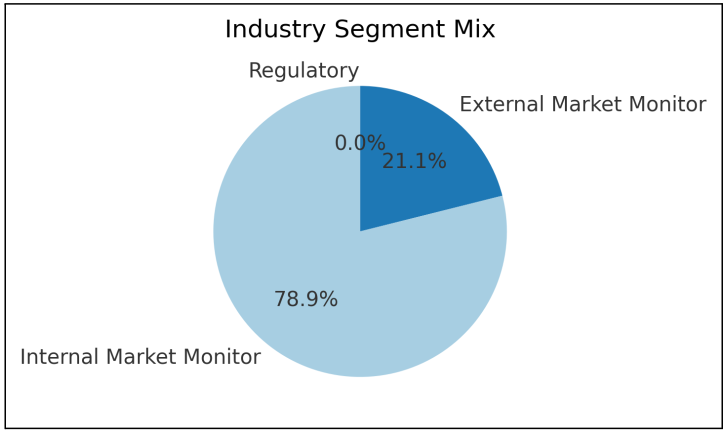 Industry Segment Mix
Regulatory
External Market Monitor
0.0%
21.1%
78.9%
Internal Market Monitor